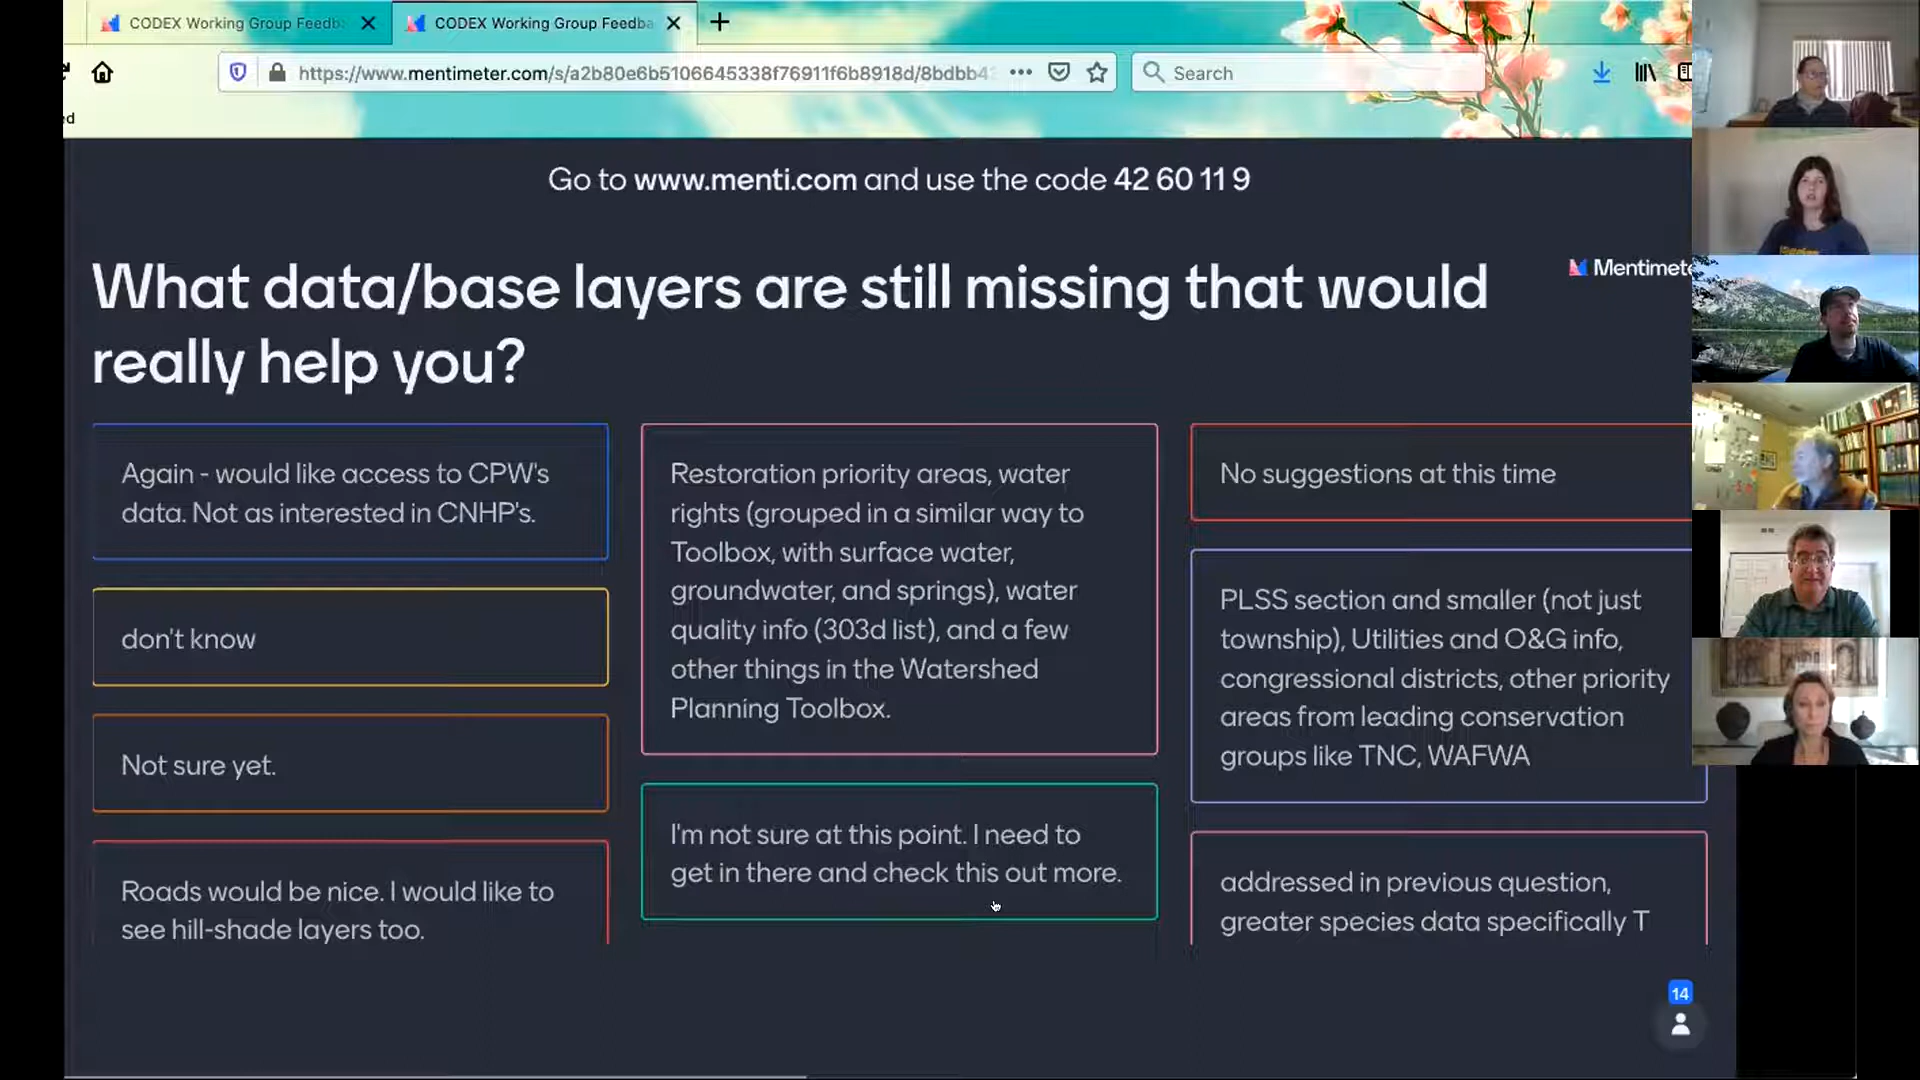 CODEX Working Group Feedb
CODEX Working Group Feedba
https://www.mentimeter.com/s/a2b80e6b5106645338f76911f6b8918d/8bdbb4
Search
ed
Go to www.menti.com and use the code 42 60 11 9
What data/base layers are still missing that would
really help you?
Mentimete
Again - would like access to CPW's
data. Not as interested in CNHP's.
don't know
Not sure yet.
Roads would be nice. I would like to
see hill-shade layers too.
Restoration priority areas, water
rights (grouped in a similar way to
Toolbox, with surface water,
groundwater, and springs), water
quality info (303d list), and a few
other things in the Watershed
Planning Toolbox.
I'm not sure at this point. I need to
get in there and check this out more.
No suggestions at this time
PLSS section and smaller (not just
township), Utilities and O&G info,
congressional districts, other priority
areas from leading conservation
groups like TNC, WAFWA
addressed in previous question,
greater species data specifically T
14